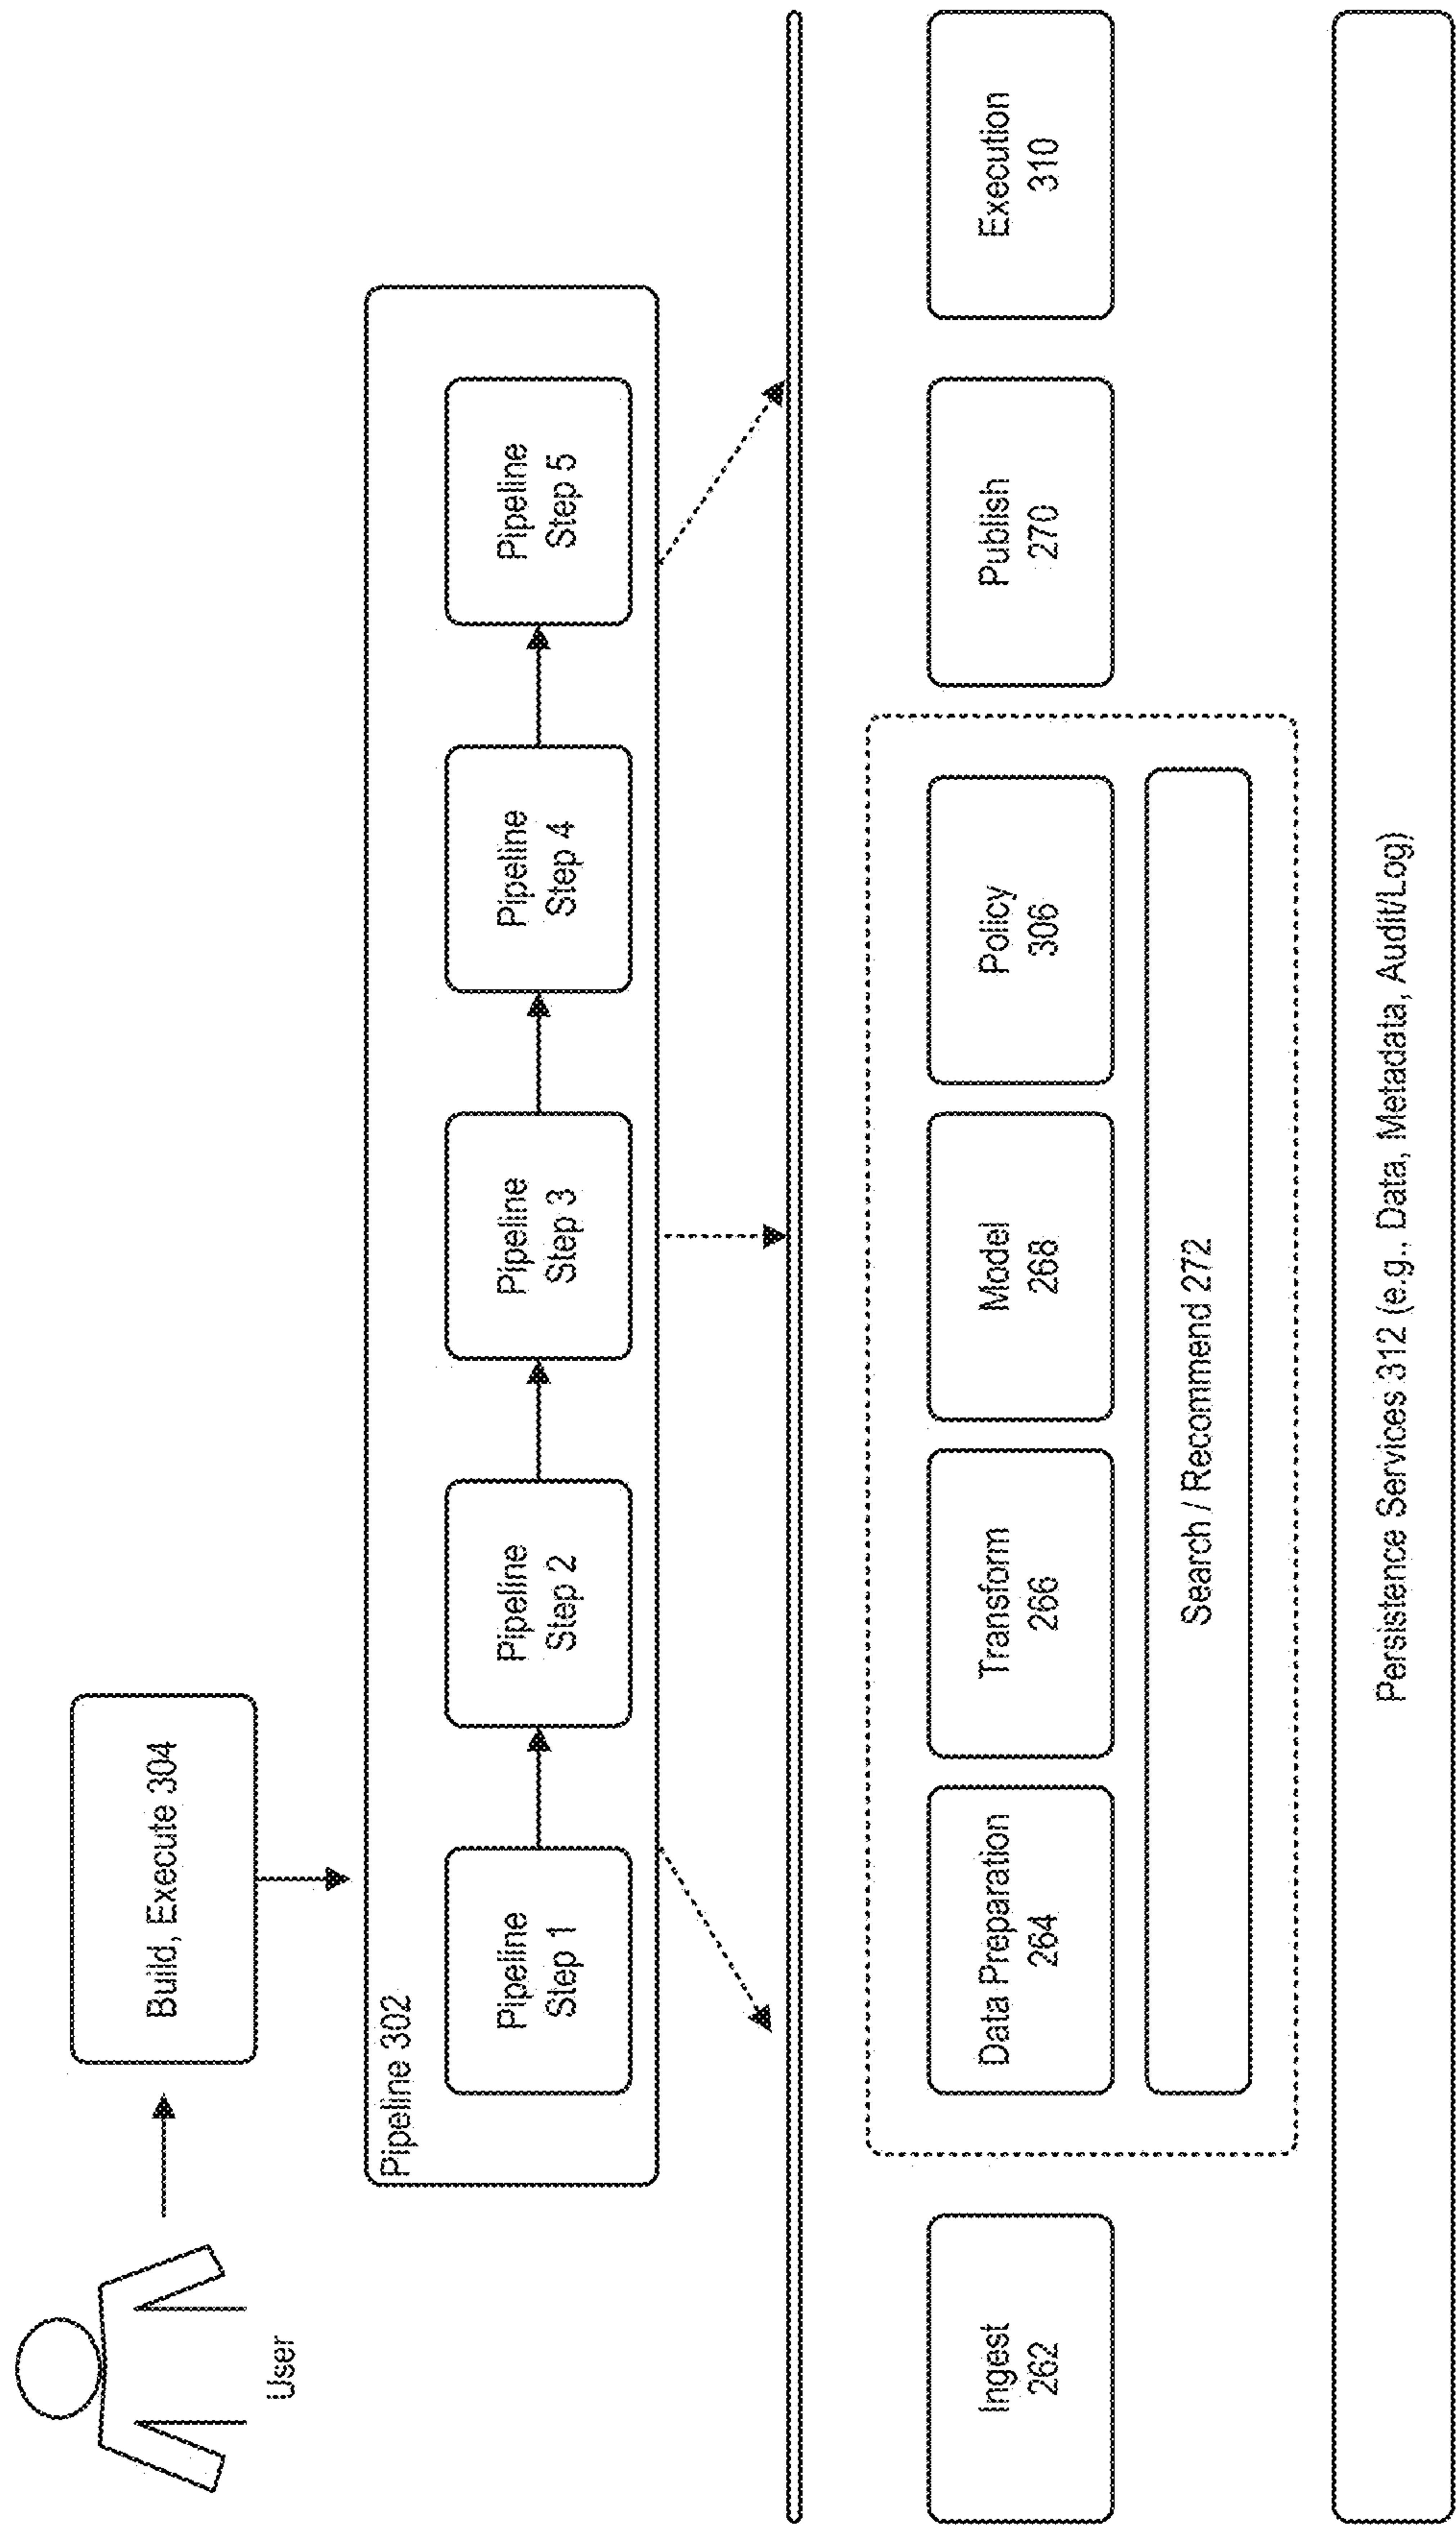 User
Build, Execute 304
Pipeline 302
Pipeline
Step 1
Pipeline
Step 2
Pipeline
Step 3
Pipeline
Step 4
Pipeline
Step 5
Ingest
262
Data Preparation
264
Transform
266
Model
268
Policy
306
Search / Recommend 272
Publish
270
Execution
310
Persistence Services 312 (e.g., Data, Metadata, Audit/Log)